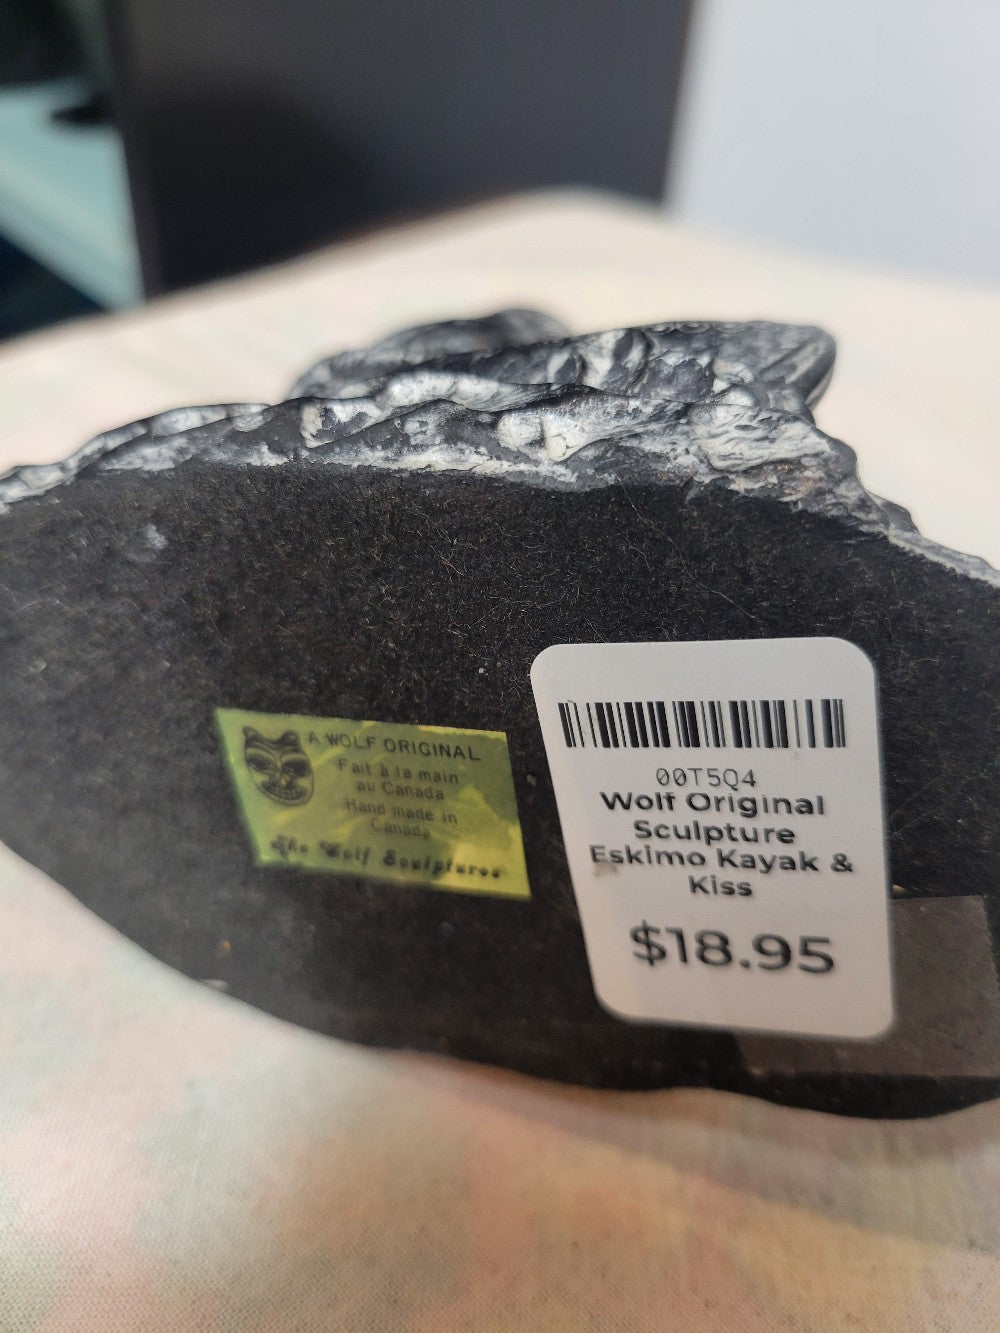 A WOLF ORIGINAL
Fait à la main
au Canada
Hand made in
Canada
The Wolf Sculptures
00T5Q4
Wolf Original
Sculpture
Eskimo Kayak &
Kiss
$18.95